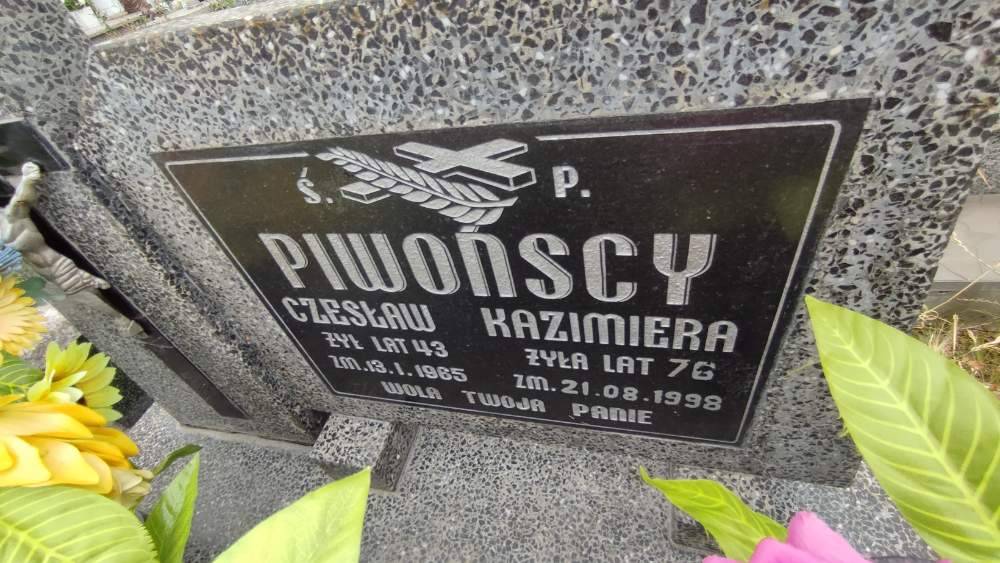 Ś. P.
PIWOŃSCY
CZESŁAW KAZIMIERA
ŻYŁ LAT 43 ŻYŁA LAT 76
ZM. 13.1.1965 ZM. 21.08.1998
WOLA TWOJA PANIE